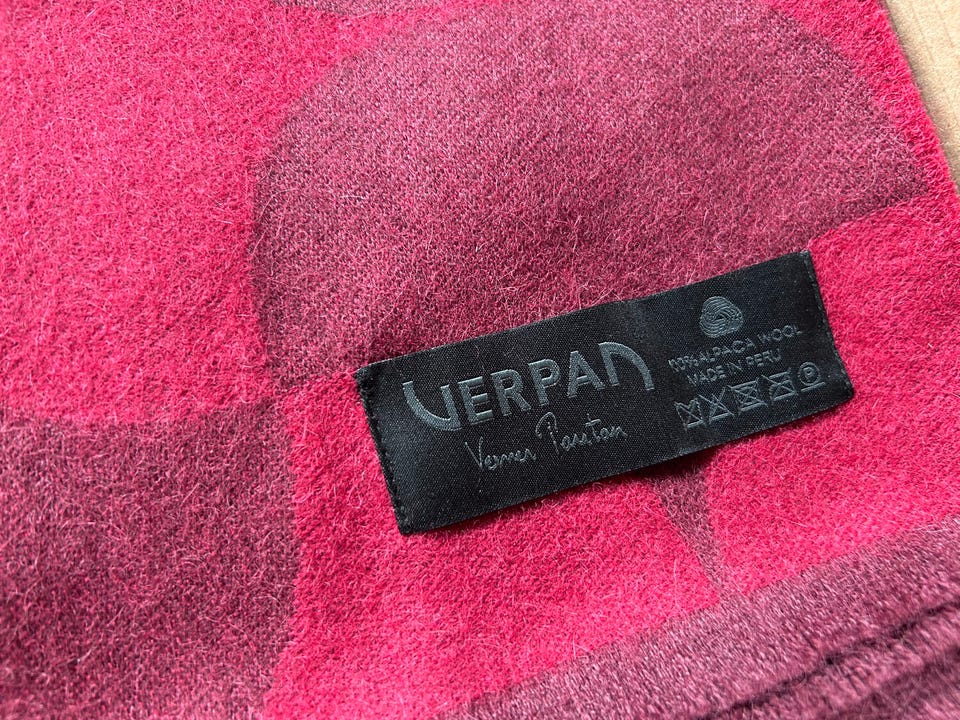 VERPAN
Verner Panton
100% ALPACA WOOL
MADE IN PERU
P